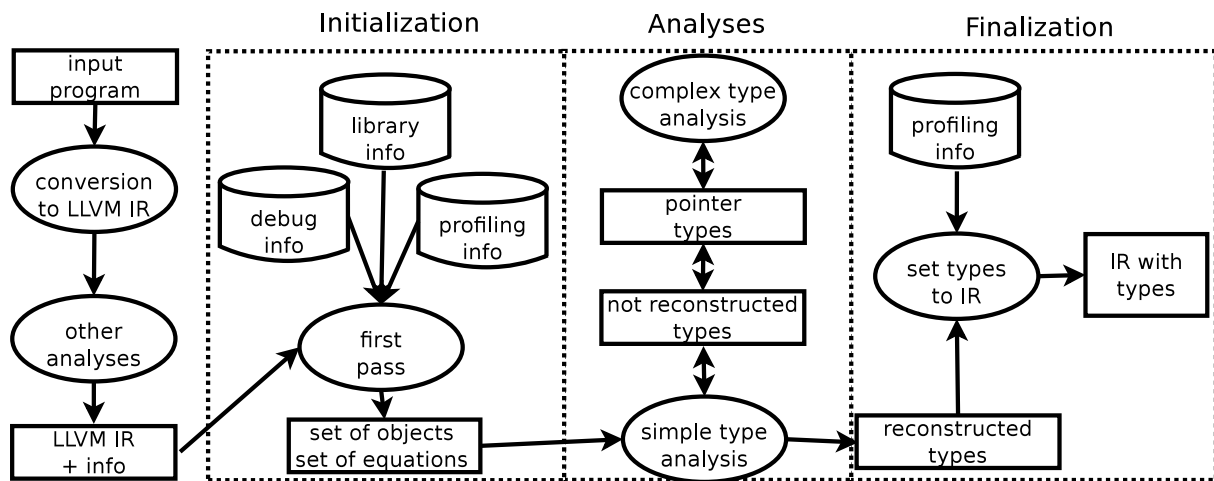 Initialization
Analyses
Finalization
input
program
conversion
to LLVM IR
other
analyses
LLVM IR
+ info
library
info
debug
info
profiling
info
first
pass
set of objects
set of equations
complex type
analysis
pointer
types
not reconstructed
types
simple type
analysis
profiling
info
set types
to IR
IR with
types
reconstructed
types